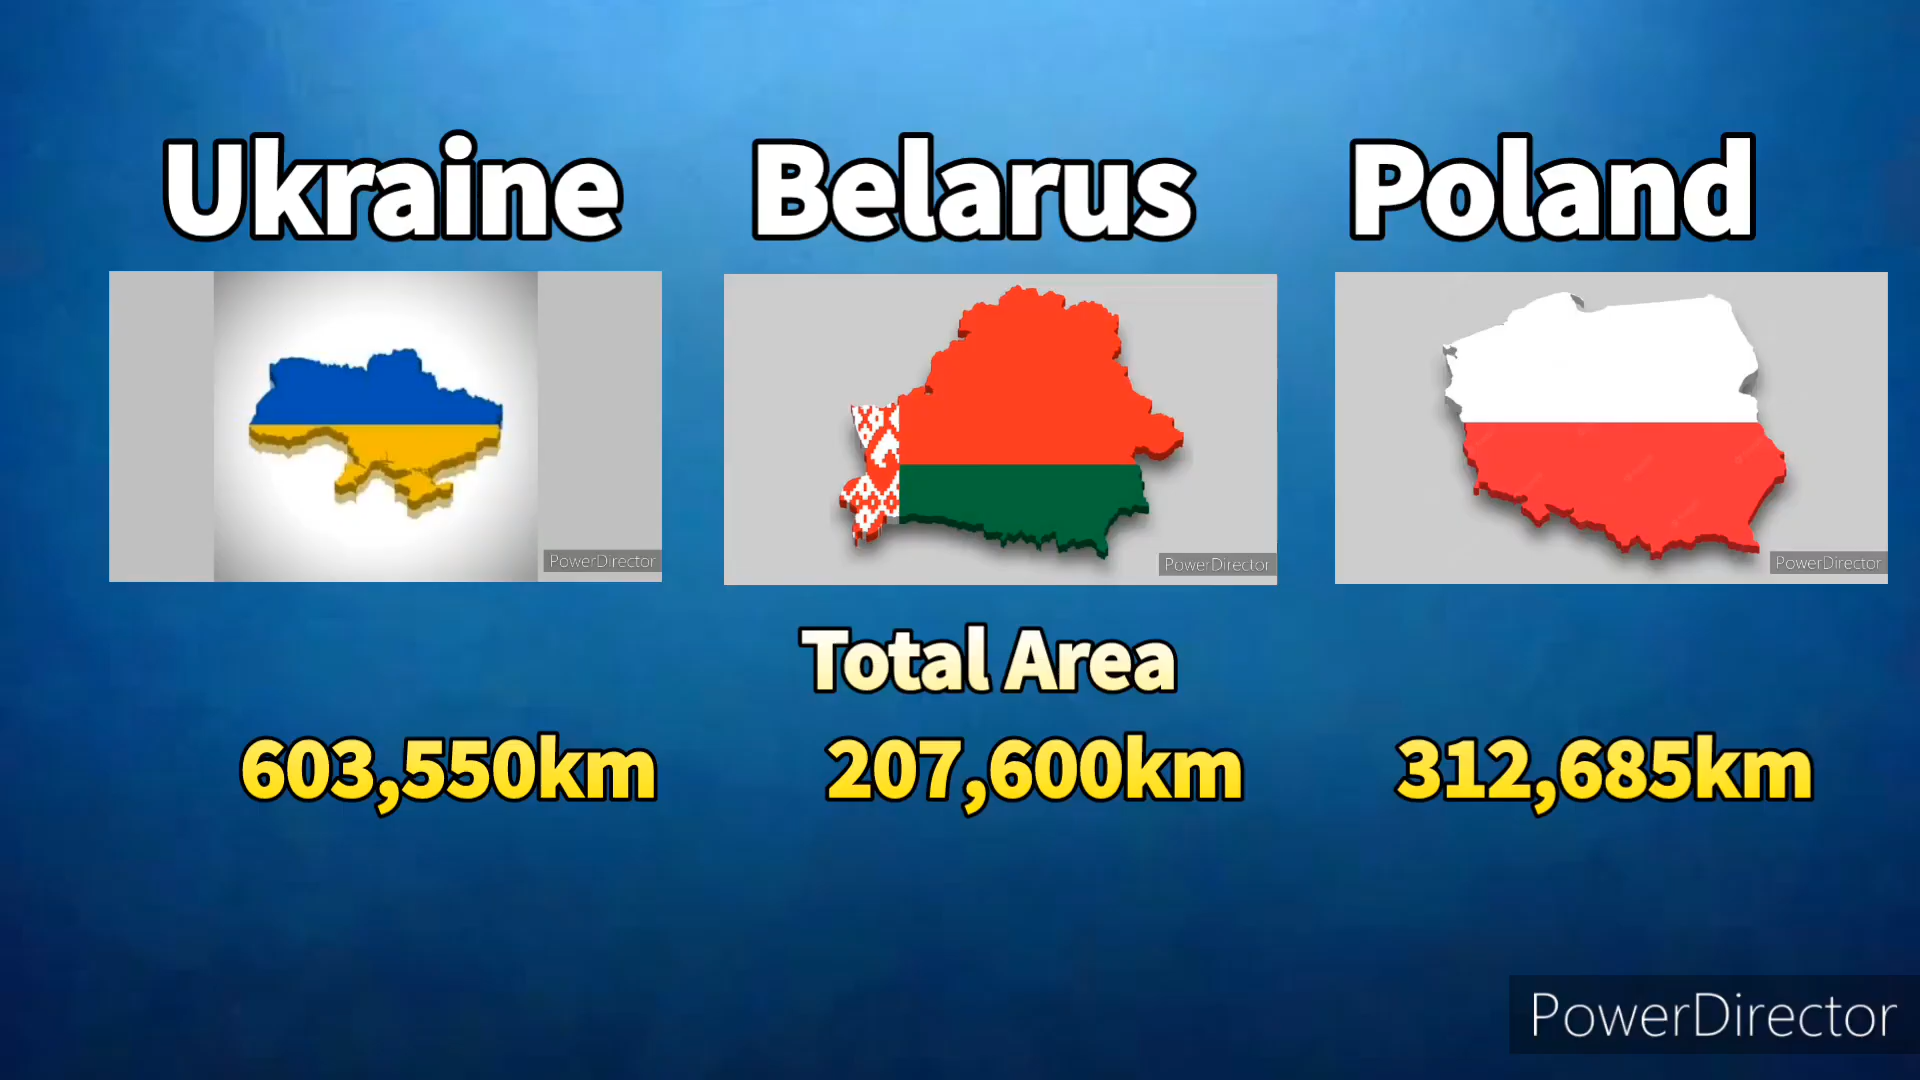 Ukraine Belarus Poland
PowerDirector PowerDirector PowerDirector
Total Area
603,550km 207,600km 312,685km
PowerDirector